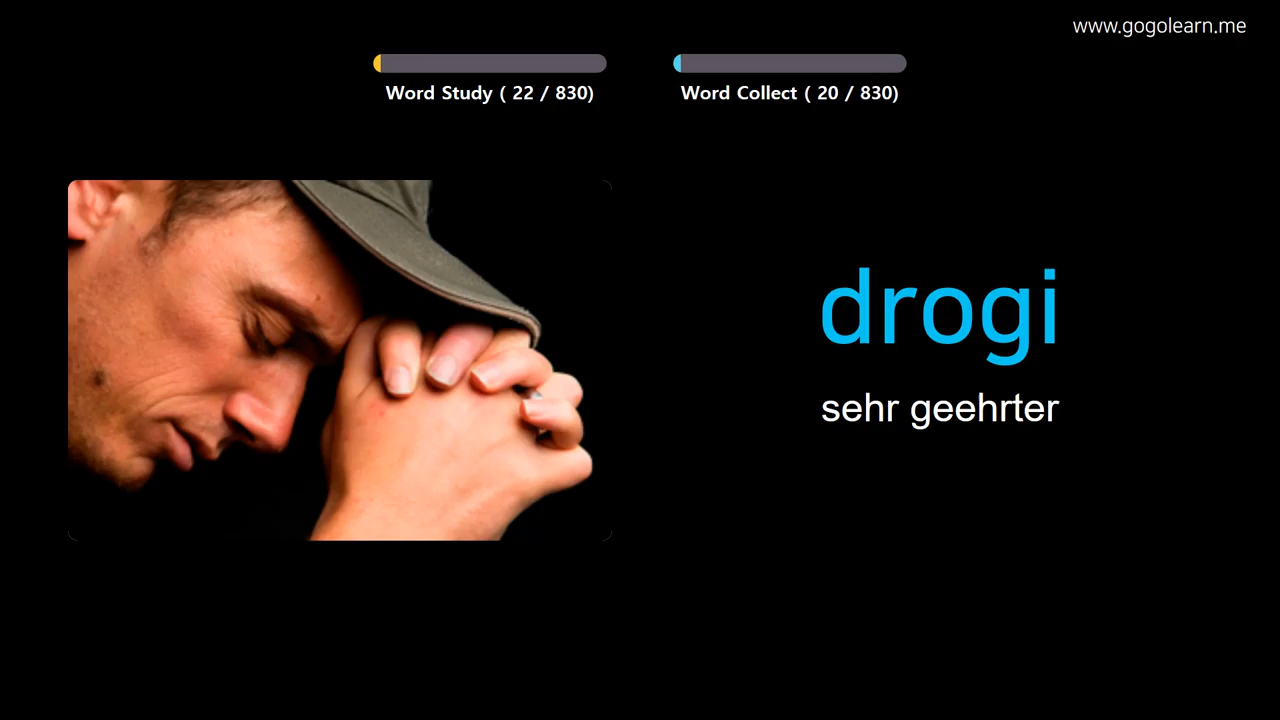 www.gogolearn.me
Word Study ( 22 / 830)
Word Collect ( 20 / 830)
drogi
sehr geehrter